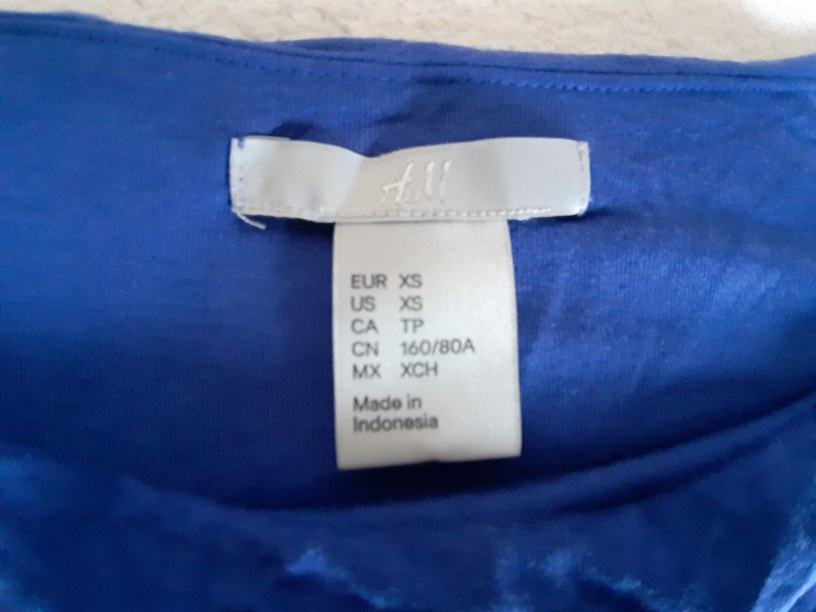 H&M
EUR XS
US XS
CA TP
CN 160/80A
MX XCH
Made in
Indonesia